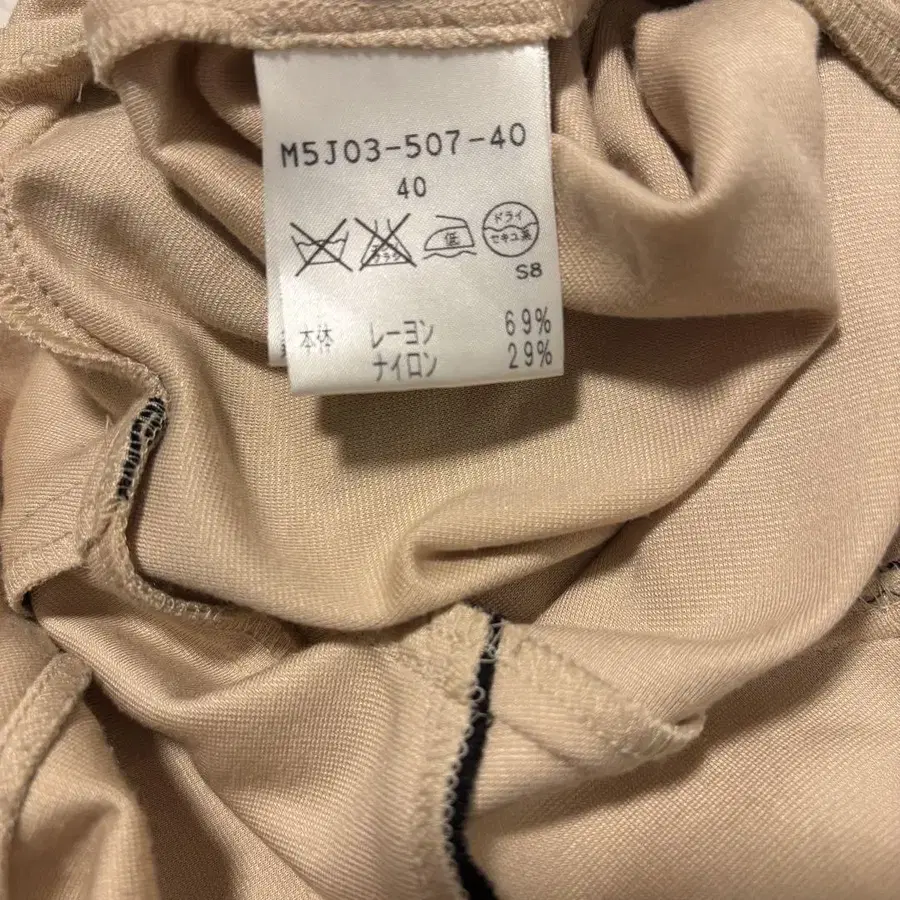 M5J03-507-40
40
低 ドライ
セキユ系
S8
本体 レーヨン 69%
ナイロン 29%